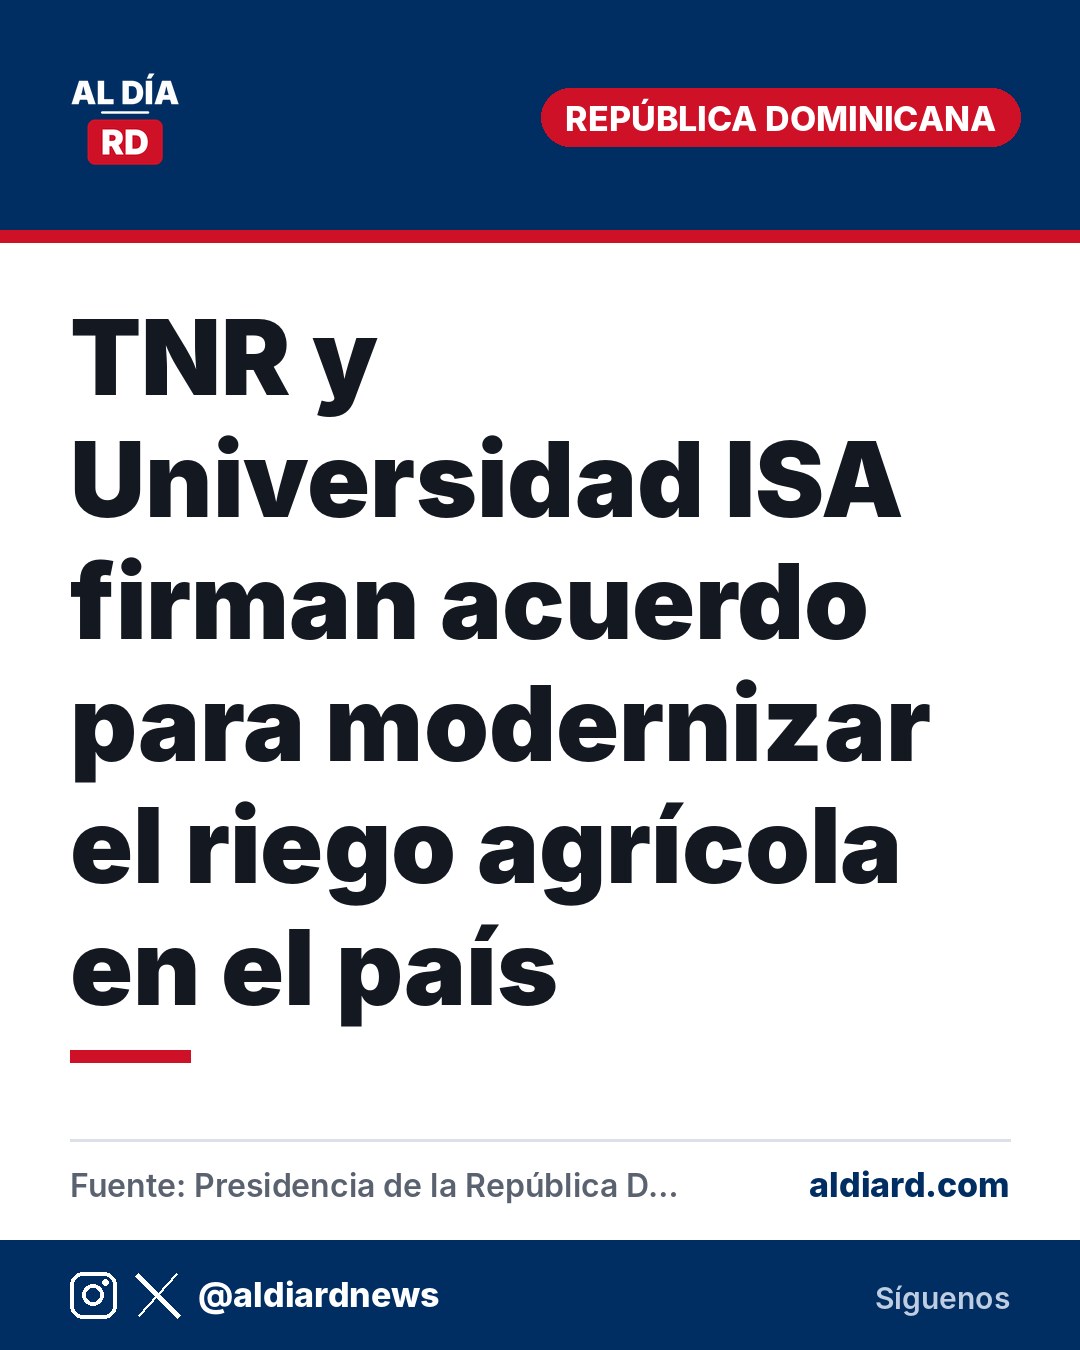 AL DÍA
RD
REPÚBLICA DOMINICANA
TNR y
Universidad ISA
firman acuerdo
para modernizar
el riego agrícola
en el país
Fuente: Presidencia de la República D...
aldiard.com
@aldiardnews
Síguenos